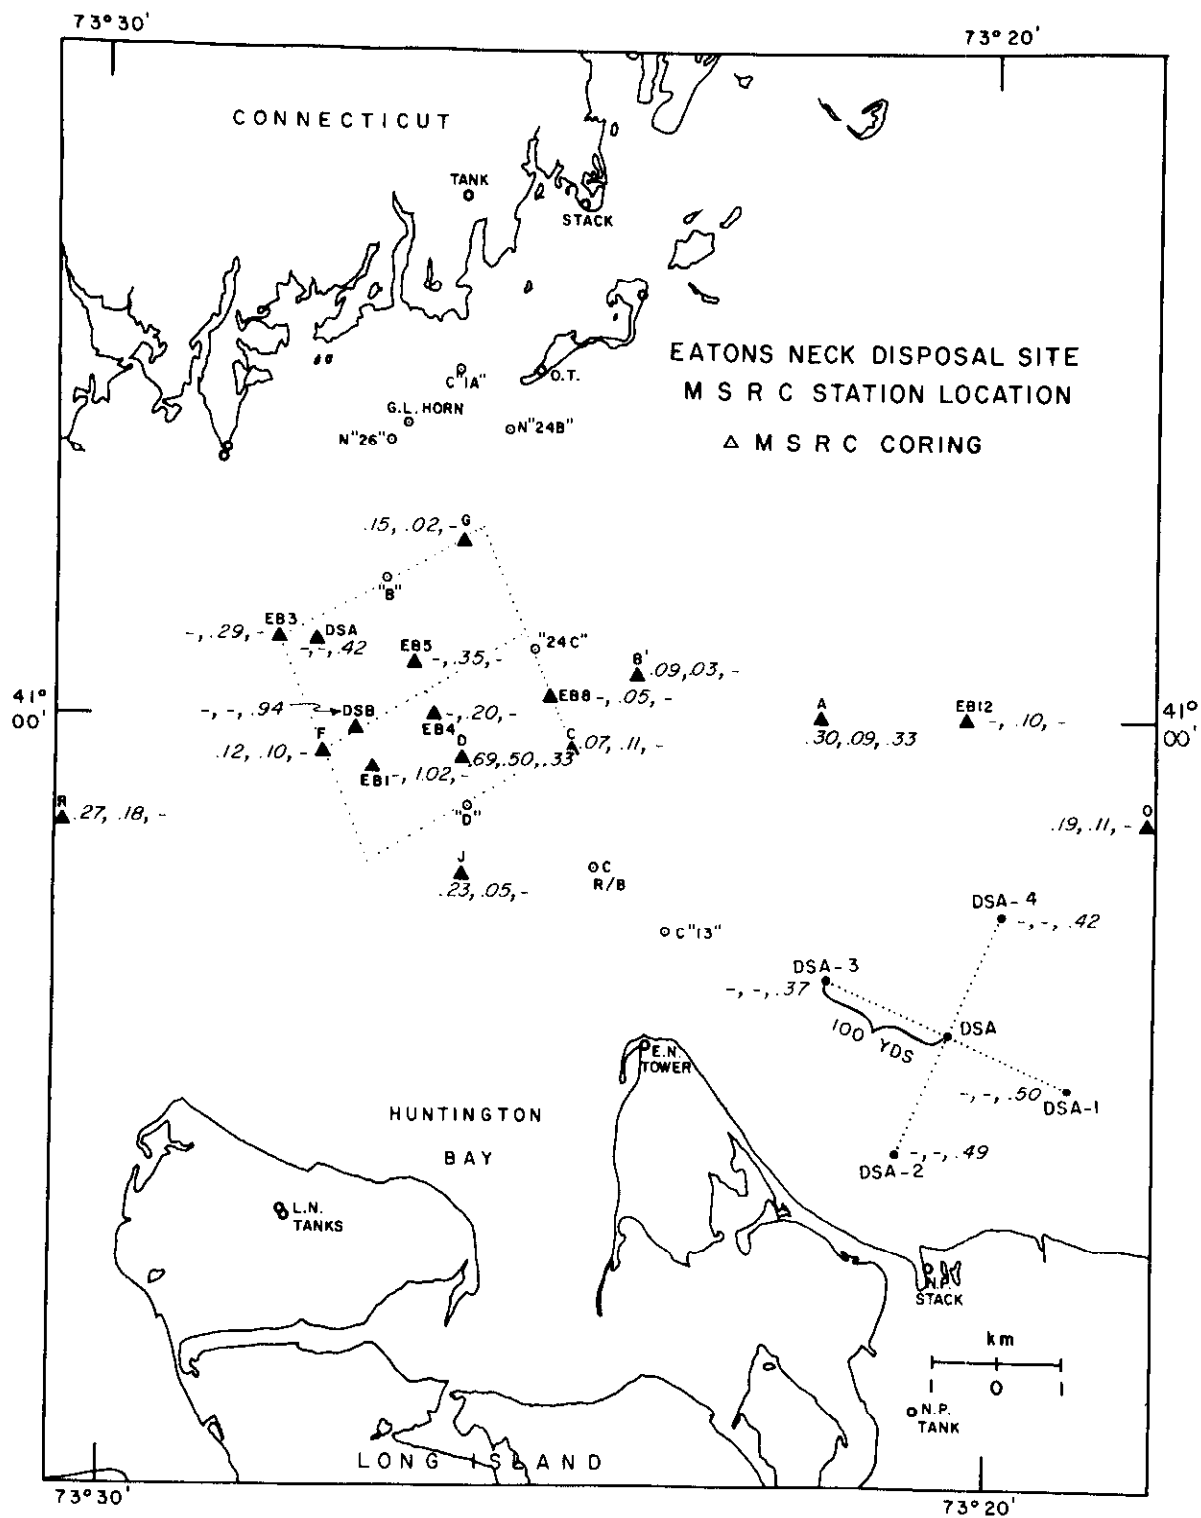 73°30' 73°20'
CONNECTICUT
TANK
STACK
EATONS NECK DISPOSAL SITE
M S R C STATION LOCATION
△ M S R C CORING
C"1A"
O.T.
G.L. HORN
N"26"
N"24B"
.15, .02, - G
"B"
EB3
-, .29, -
DSA
-, -, .42
EB5
-, .35, -
"24C"
B'
.09, .03, -
41° 00'
-, -, .94
DSB
-, .20, -
EB4
EB8 -, .05, -
A
.30, .09, .33
EB12
-, .10, -
41° 00'
F
.12, .10, -
EB1 -, 1.02, -
D
.69, .50, .33
C
.07, .11, -
R
.27, .18, -
"D"
O
.19, .11, -
J
.23, .05, -
C
R/B
C"13"
DSA-4
-, -, .42
DSA-3
-, -, .37
100 YDS
DSA
-, -, .50
DSA-1
-, -, .49
DSA-2
E.N.
TOWER
HUNTINGTON
BAY
L.N.
TANKS
N.P.
STACK
km
1 0 1
N.P.
TANK
LONG ISLAND
73°30' 73°20'